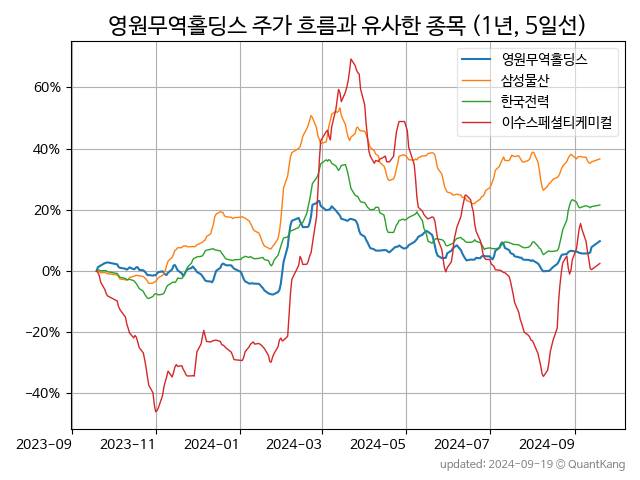 영원무역홀딩스 주가 흐름과 유사한 종목 (1년, 5일선)
영원무역홀딩스
삼성물산
한국전력
이수스페셜티케미컬
60%
40%
20%
0%
−20%
−40%
2023-09
2023-11
2024-01
2024-03
2024-05
2024-07
2024-09
updated: 2024-09-19 © QuantKang